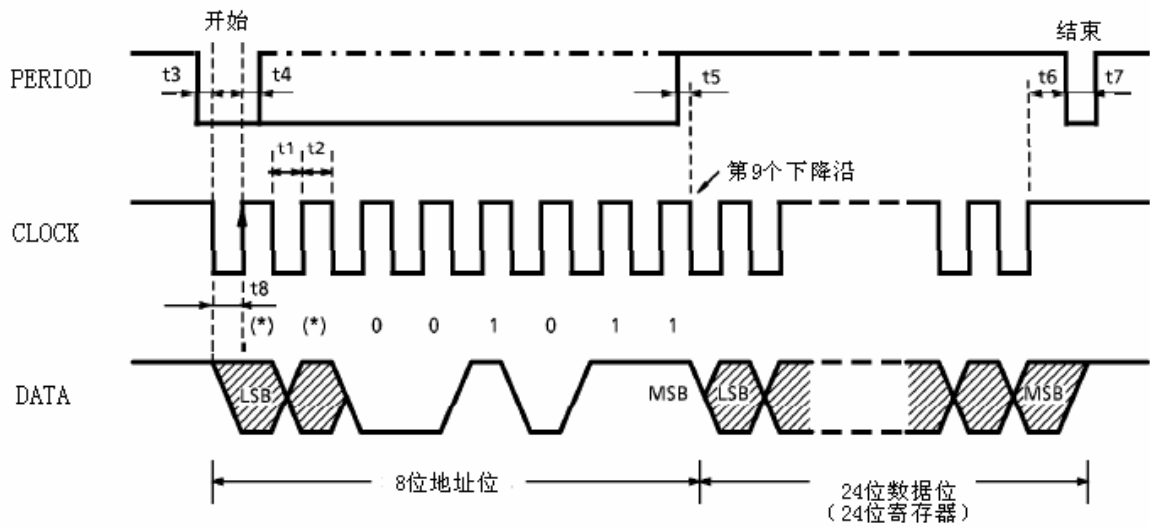 开始
结束
PERIOD
t3
t4
t5
t6
t7
t1
t2
第9个下降沿
CLOCK
t8
(*) (*) 0 0 1 0 1 1
DATA
LSB
MSB
LSB
MSB
8位地址位
24位数据位
(24位寄存器)